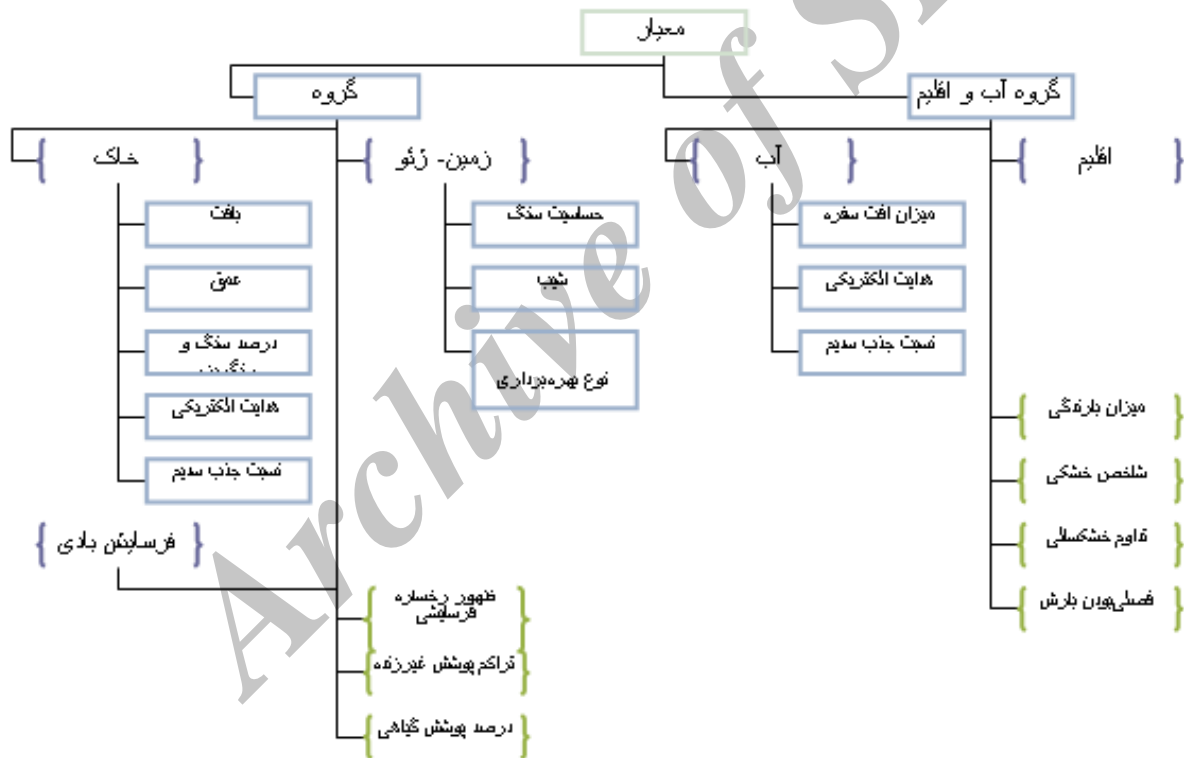 معیار
گروه آب و اقلیم
گروه
اقلیم
آب
زمین- ژئو
خاک
میزان افت سفره
هدایت الکتریکی
نسبت جذب سدیم
میزان بارندگی
شاخص خشکی
تداوم خشکسالی
فصلی‌بودن بارش
حساسیت سنگ
شیب
نوع بهره‌برداری
بافت
عمق
درصد سنگ و
هدایت الکتریکی
نسبت جذب سدیم
فرسایش بادی
ظهور رخساره
فرسایشی
تراکم پوشش غیرزنده
درصد پوشش گیاهی
Archive of